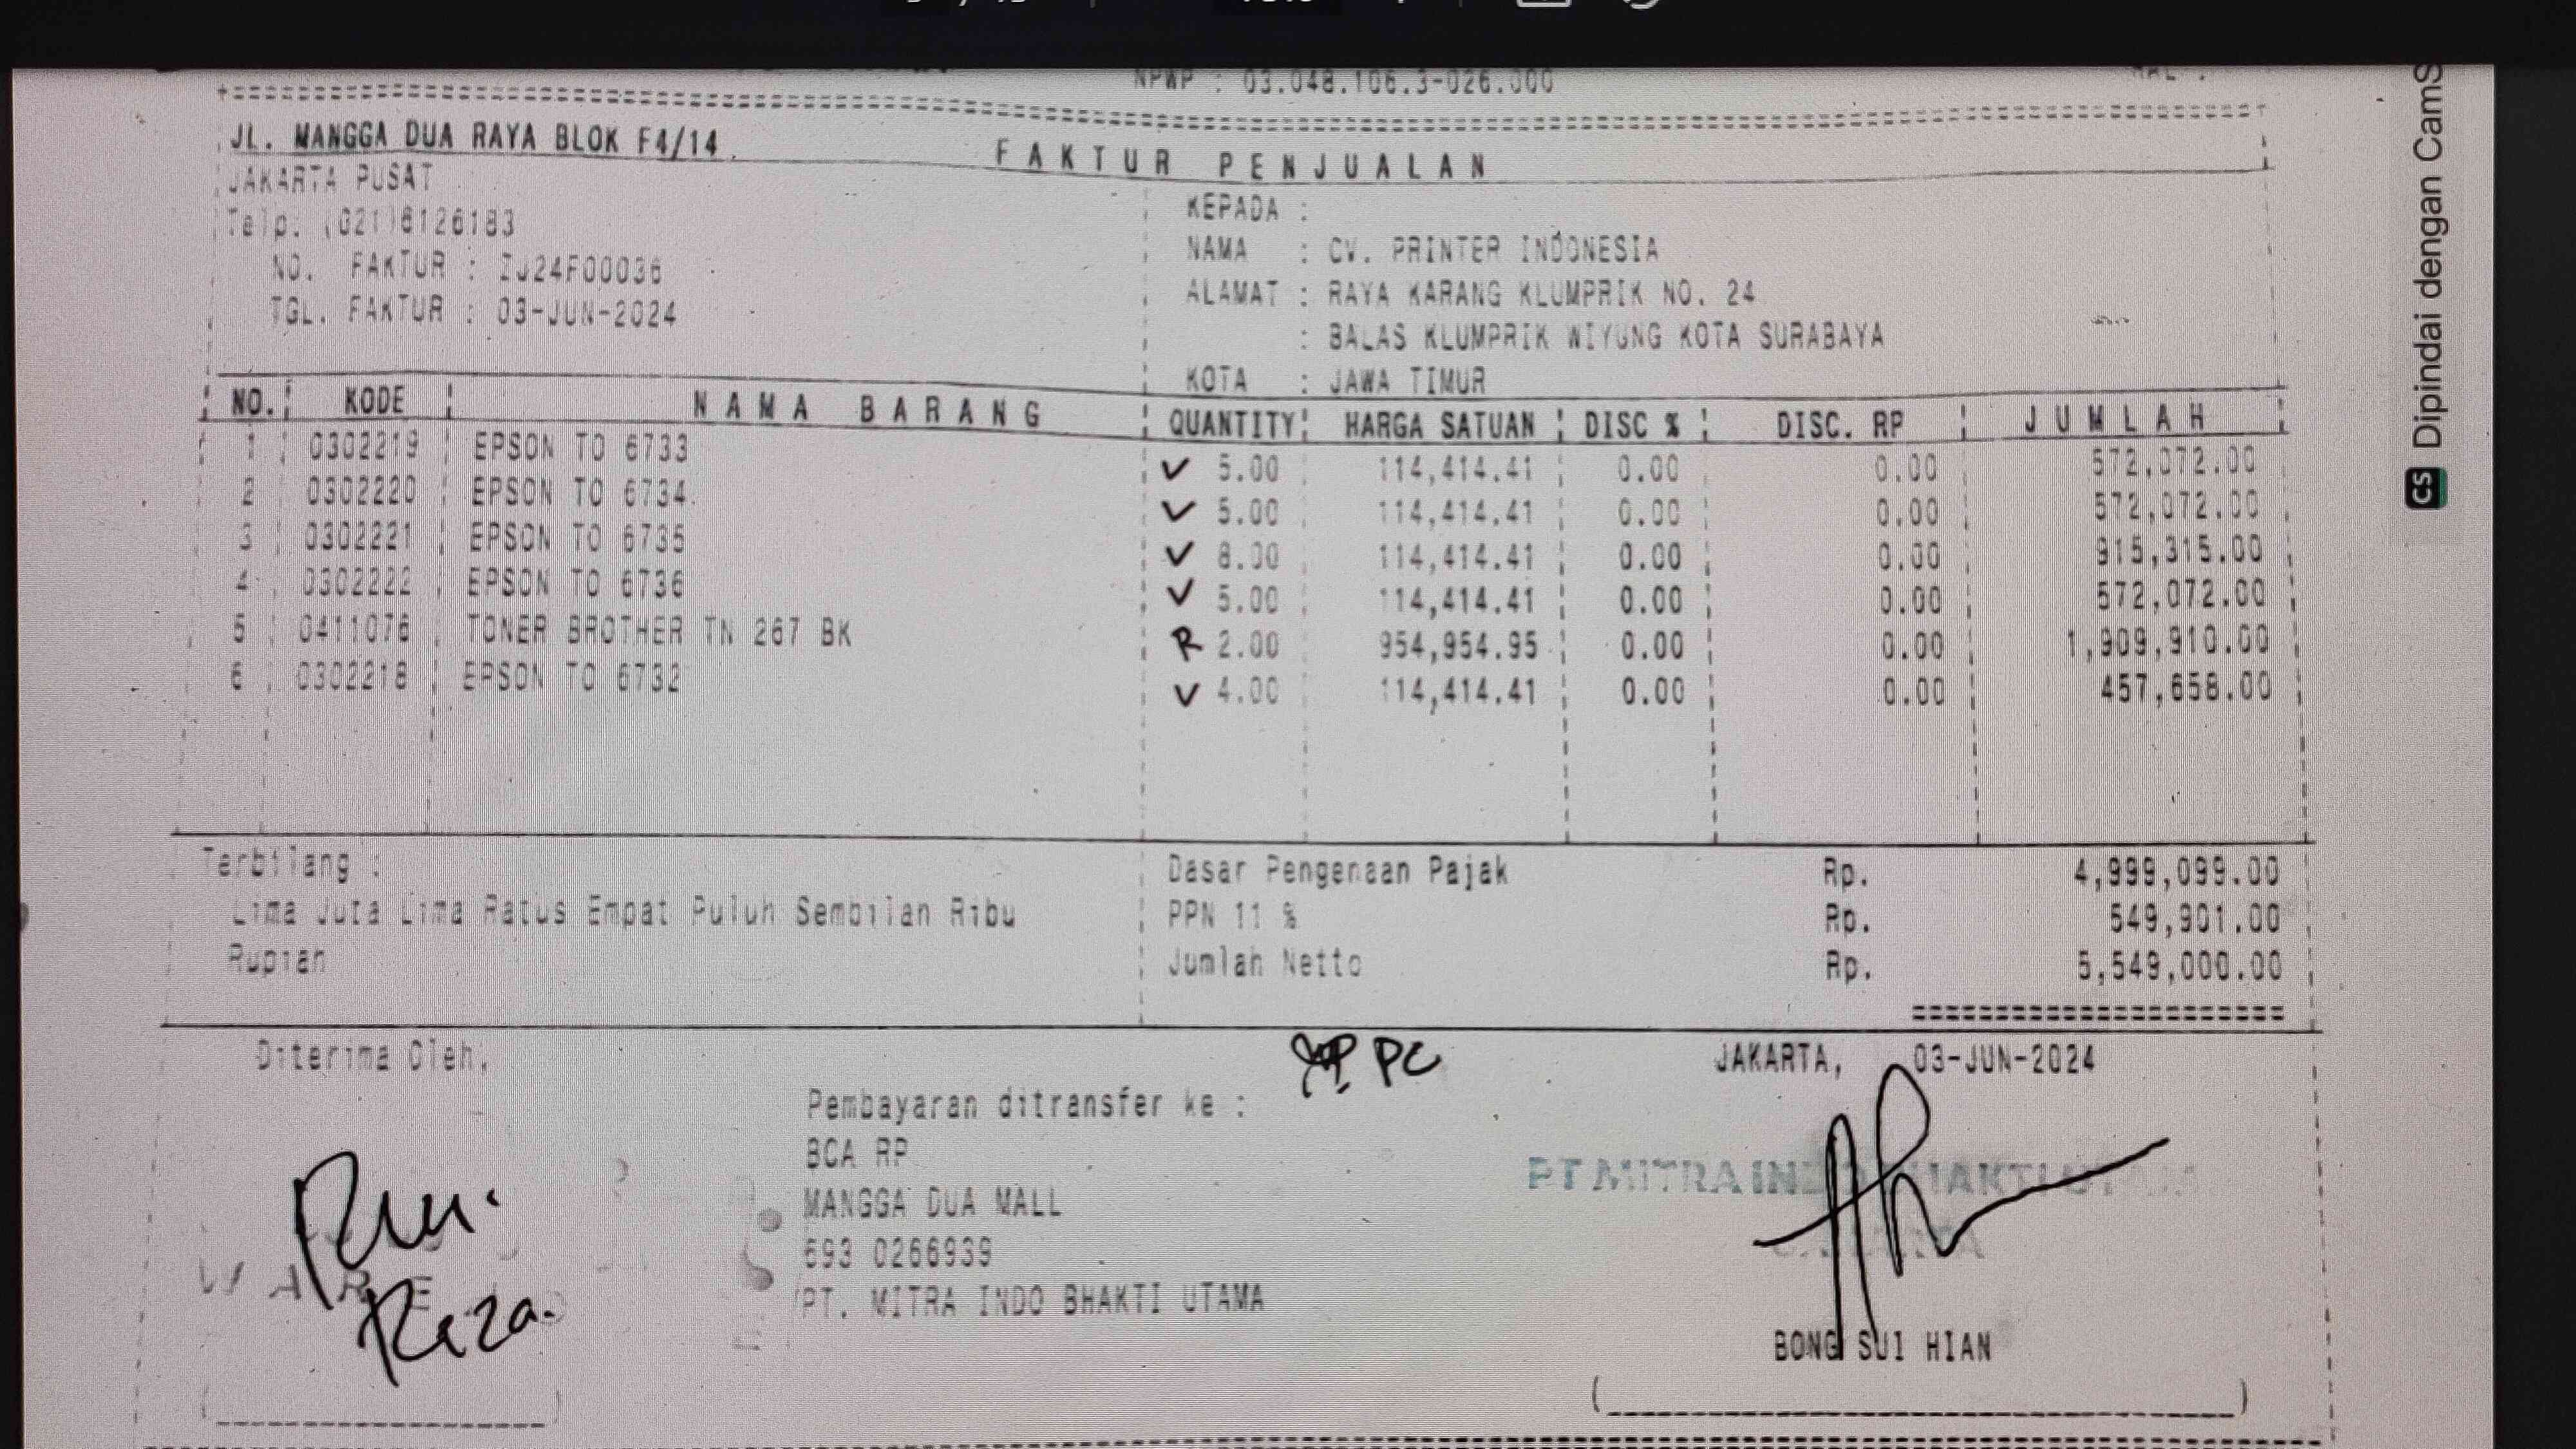 NPWP : 03.048.106.3-026.000
JL. MANGGA DUA RAYA BLOK F4/14
FAKTUR PENJUALAN
JAKARTA PUSAT
Telp. (021)6126183
NO. FAKTUR : IJ24F00036
TGL. FAKTUR : 03-JUN-2024
KEPADA :
NAMA : CV. PRINTER INDONESIA
ALAMAT : RAYA KARANG KLUMPRIK NO. 24
: BALAS KLUMPRIK WIYUNG KOTA SURABAYA
KOTA : JAWA TIMUR
NO. KODE NAMA BARANG QUANTITY HARGA SATUAN DISC % DISC. RP JUMLAH
1 0302219 EPSON TO 6733 V 5.00 114,414.41 0.00 0.00 572,072.00
2 0302220 EPSON TO 6734 V 5.00 114,414.41 0.00 0.00 572,072.00
3 0302221 EPSON TO 6735 V 8.00 114,414.41 0.00 0.00 915,315.00
4 0302222 EPSON TO 6736 V 5.00 114,414.41 0.00 0.00 572,072.00
5 0411076 TONER BROTHER TN 267 BK R 2.00 954,954.95 0.00 0.00 1,909,910.00
6 0302218 EPSON TO 6732 V 4.00 114,414.41 0.00 0.00 457,658.00
Terbilang :
Lima Juta Lima Ratus Empat Puluh Sembilan Ribu
Rupiah
Dasar Pengenaan Pajak Rp. 4,999,099.00
PPN 11 % Rp. 549,901.00
Jumlah Netto Rp. 5,549,000.00
Diterima Oleh,
PC
JAKARTA, 03-JUN-2024
Pembayaran ditransfer ke :
BCA RP
MANGGA DUA MALL
693 0266939
PT. MITRA INDO BHAKTI UTAMA
Reza.
PT MITRA
BONG SUI HIAN
CS Dipindai dengan CamS